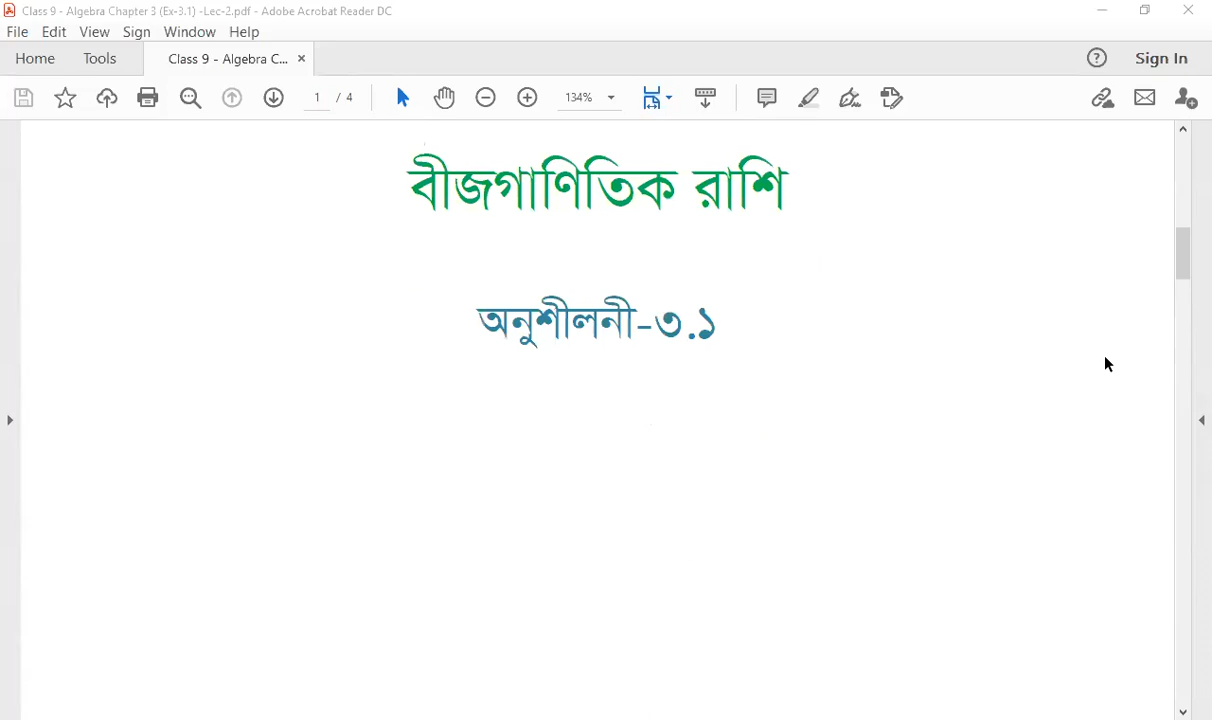 Class 9 - Algebra Chapter 3 (Ex-3.1) -Lec-2.pdf - Adobe Acrobat Reader DC
File Edit View Sign Window Help
Home Tools Class 9 - Algebra C... × Sign In
1 / 4 134%
বীজগাণিতিক রাশি
অনুশীলনী-৩.১